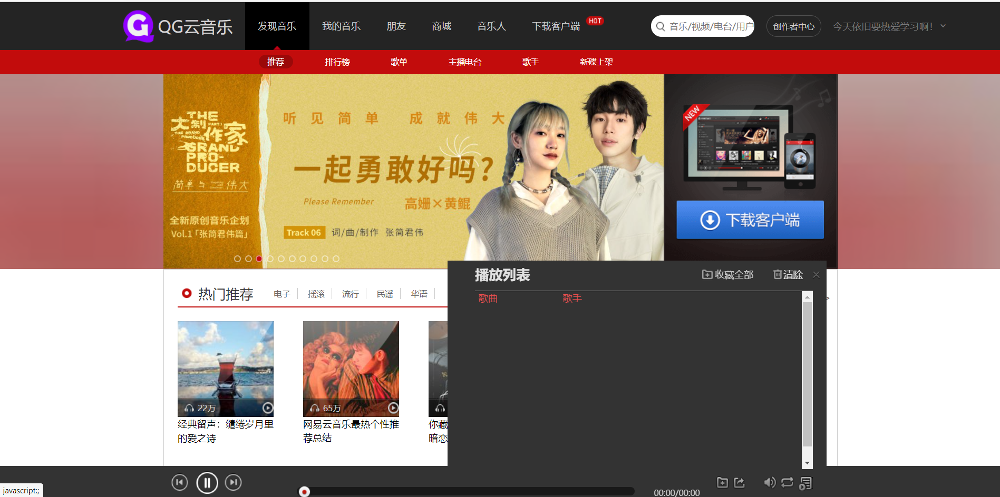 QG云音乐
发现音乐
我的音乐
朋友
商城
音乐人
下载客户端
HOT
音乐/视频/电台/用户
创作者中心
今天依旧要热爱学习啊！
推荐
排行榜
歌单
主播电台
歌手
新碟上架
THE
大制作家
PART.1
THE GRAND PRODUCER
GRAND
PRO-
DUCER
简单与伟大
全新原创音乐企划
Vol.1「张简君伟篇」
听见简单 成就伟大
一起勇敢好吗?
Please Remember
高姗×黄鲲
Track 06 词/曲/制作 张简君伟
NEW
下载客户端
热门推荐
电子
摇滚
流行
民谣
华语
>
22万
经典留声：缱绻岁月里
的爱之诗
65万
网易云音乐最热个性推
荐总结
你藏
暗恋
播放列表
收藏全部
清除
歌曲
歌手
00:00/00:00
javascript:;